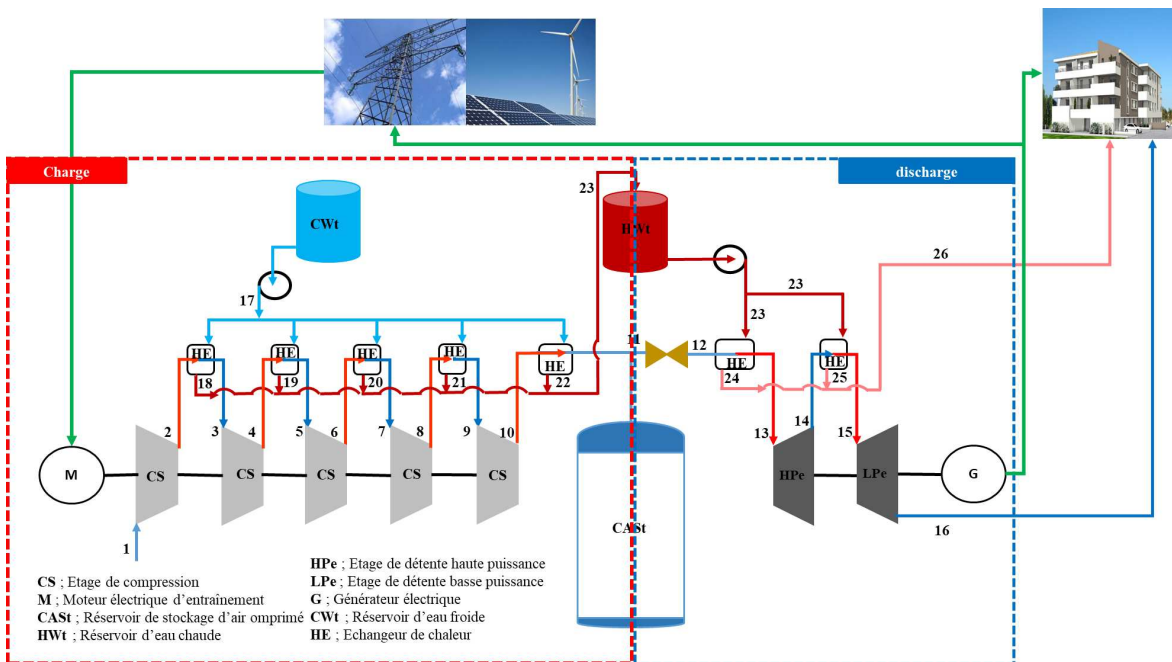 Charge
discharge
23
CWt
HWt
26
17
23
23
11
12
HE
HE
HE
HE
HE
HE
HE
18
19
20
21
22
24
25
2
3
4
5
6
7
8
9
10
13
14
15
M
CS
CS
CS
CS
CS
HPe
LPe
G
16
CASt
1
CS ; Etage de compression
M ; Moteur électrique d'entraînement
CASt ; Réservoir de stockage d'air omprimé
HWt ; Réservoir d'eau chaude
HPe ; Etage de détente haute puissance
LPe ; Etage de détente basse puissance
G ; Générateur électrique
CWt ; Réservoir d'eau froide
HE ; Echangeur de chaleur